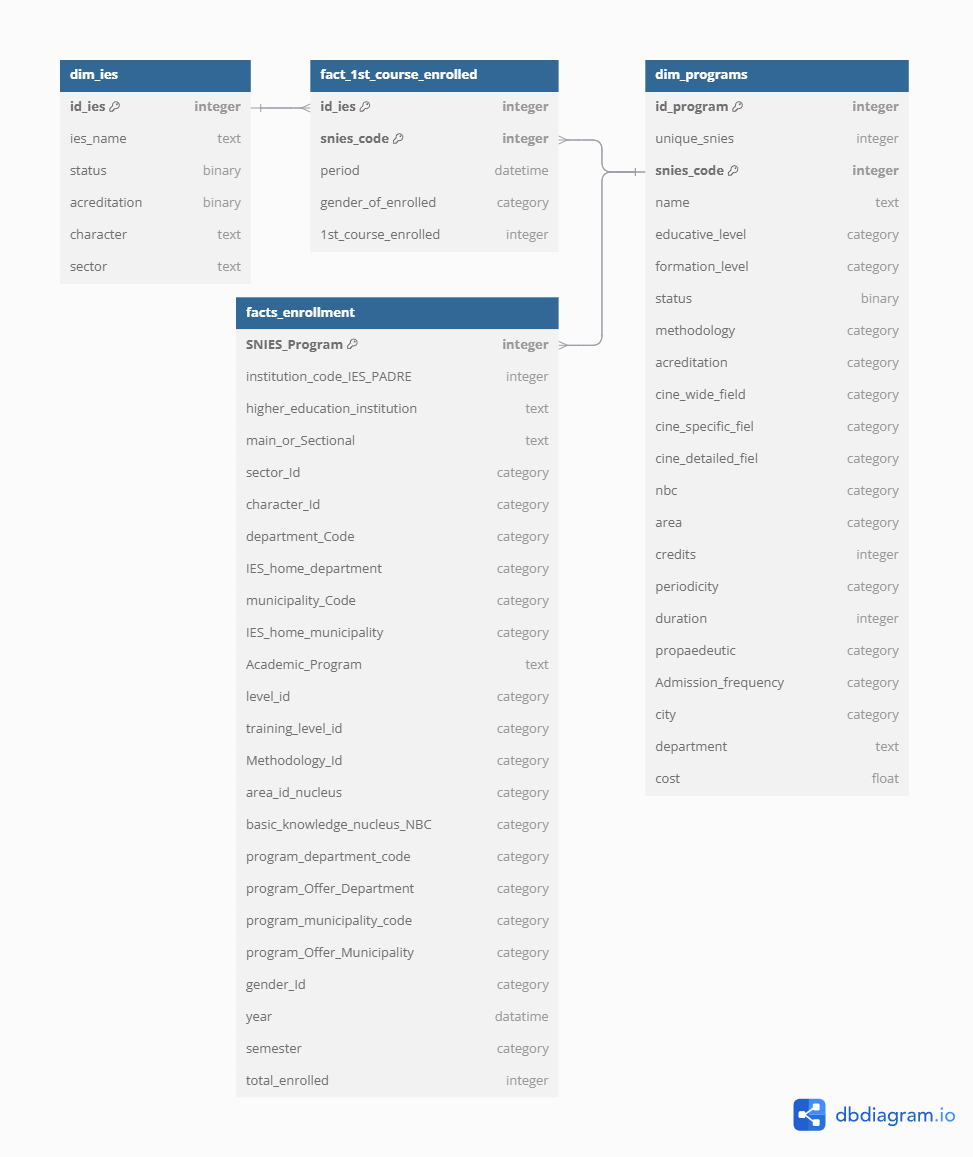 dim_ies
id_ies integer
ies_name text
status binary
acreditation binary
character text
sector text
fact_1st_course_enrolled
id_ies integer
snies_code integer
period datetime
gender_of_enrolled category
1st_course_enrolled integer
dim_programs
id_program integer
unique_snies integer
snies_code integer
name text
educative_level category
formation_level category
status binary
methodology category
acreditation category
cine_wide_field category
cine_specific_fiel category
cine_detailed_fiel category
nbc category
area category
credits integer
periodicity category
duration integer
propaedeutic category
Admission_frequency category
city category
department text
cost float
facts_enrollment
SNIES_Program integer
institution_code_IES_PADRE integer
higher_education_institution text
main_or_Sectional text
sector_Id category
character_Id category
department_Code category
IES_home_department category
municipality_Code category
IES_home_municipality category
Academic_Program text
level_id category
training_level_id category
Methodology_Id category
area_id_nucleus category
basic_knowledge_nucleus_NBC category
program_department_code category
program_Offer_Department category
program_municipality_code category
program_Offer_Municipality category
gender_Id category
year datatime
semester category
total_enrolled integer
dbdiagram.io